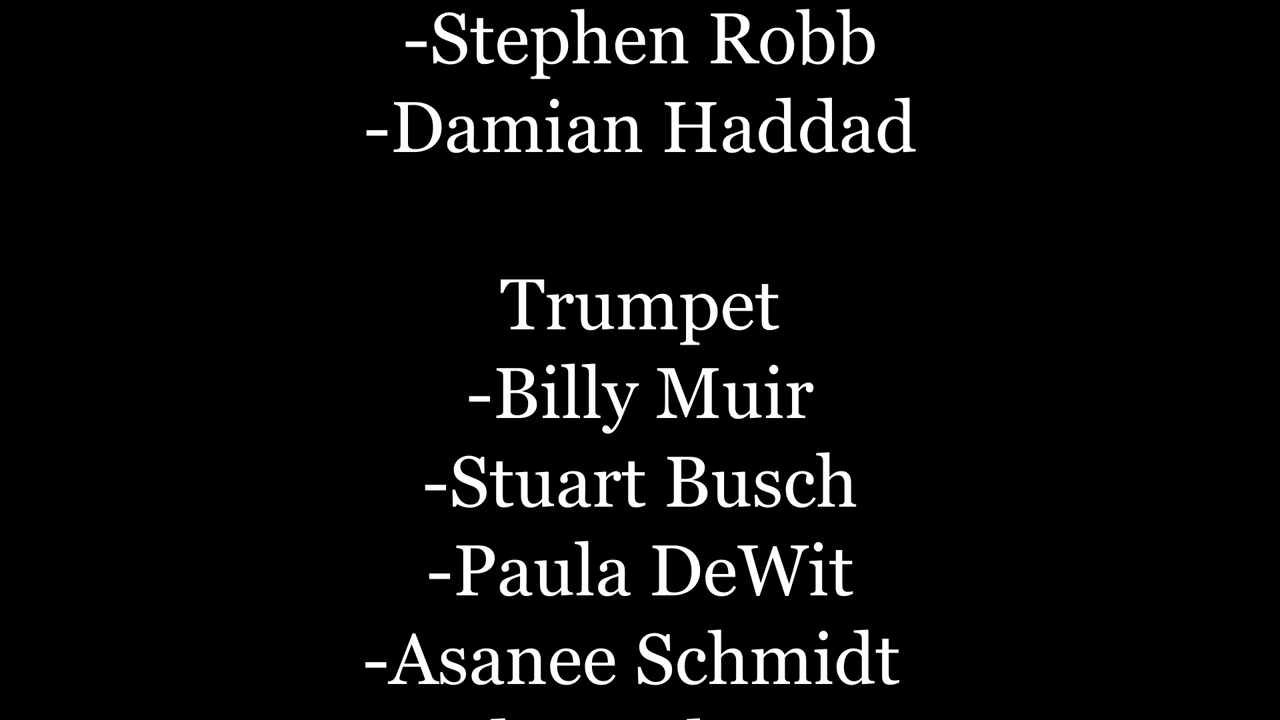 -Stephen Robb
-Damian Haddad
Trumpet
-Billy Muir
-Stuart Busch
-Paula DeWit
-Asanee Schmidt